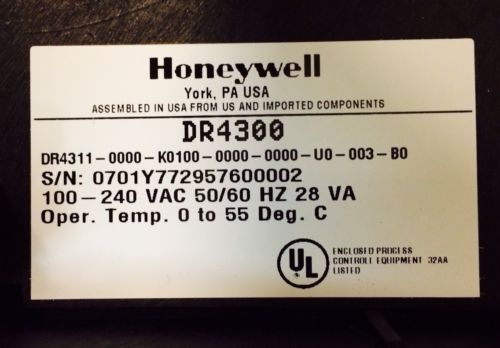 Honeywell
York, PA USA
ASSEMBLED IN USA FROM US AND IMPORTED COMPONENTS
DR4300
DR4311-0000-K0100-0000-0000-U0-003-B0
S/N: 0701Y772957600002
100-240 VAC 50/60 HZ 28 VA
Oper. Temp. 0 to 55 Deg. C
UL
ENCLOSED PROCESS
CONTROLL EQUIPMENT 32AA
LISTED